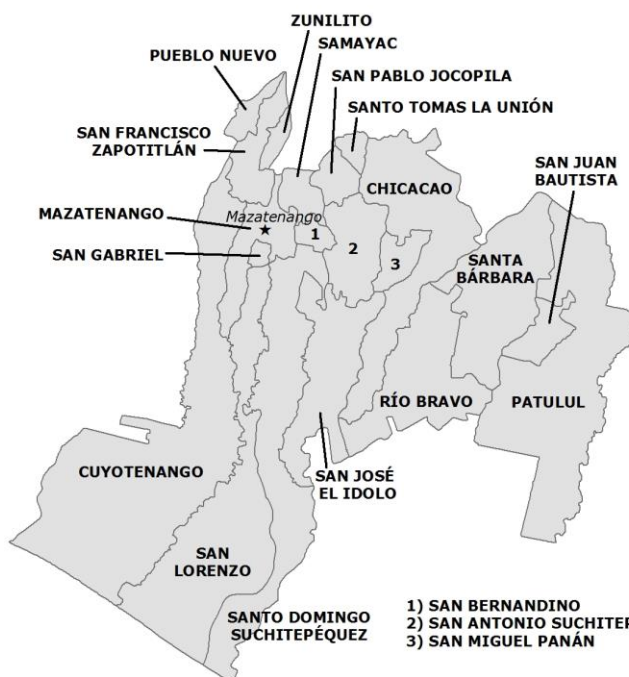 ZUNILITO
SAMAYAC
PUEBLO NUEVO
SAN PABLO JOCOPILA
SANTO TOMAS LA UNIÓN
SAN FRANCISCO
ZAPOTITLÁN
SAN JUAN
BAUTISTA
CHICACAO
MAZATENANGO
Mazatenango
1
2
3
SAN GABRIEL
SANTA
BÁRBARA
RÍO BRAVO
PATULUL
CUYOTENANGO
SAN JOSÉ
EL IDOLO
SAN
LORENZO
SANTO DOMINGO
SUCHITEPÉQUEZ
1) SAN BERNANDINO
2) SAN ANTONIO SUCHITEP
3) SAN MIGUEL PANÁN